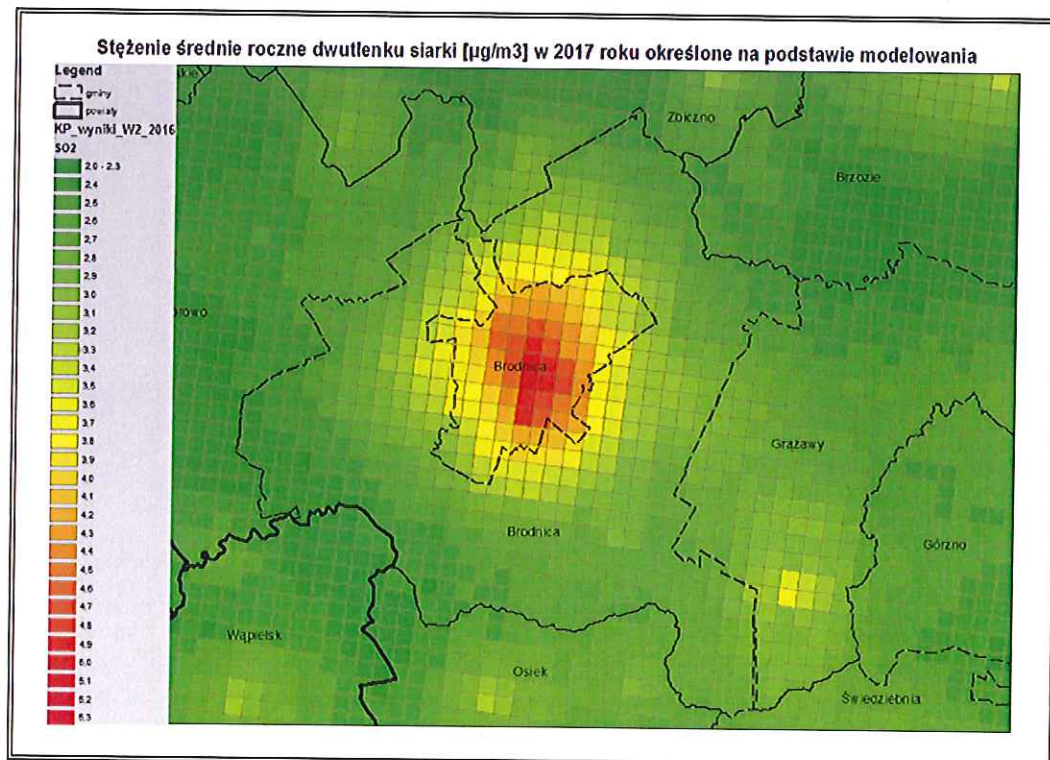 Stężenie średnie roczne dwutlenku siarki [µg/m3] w 2017 roku określone na podstawie modelowania
Legend
gminy
powiaty
KP_wyniki_W2_2016
SO2
2,0 - 2,3
2,4
2,5
2,6
2,7
2,8
2,9
3,0
3,1
3,2
3,3
3,4
3,5
3,6
3,7
3,8
3,9
4,0
4,1
4,2
4,3
4,4
4,5
4,6
4,7
4,8
4,9
5,0
5,1
5,2
5,3
skie
Zbiczno
Brzozie
orowo
Brodnica
Grążawy
Brodnica
Górzno
Wąpielsk
Osiek
Świedziebnia